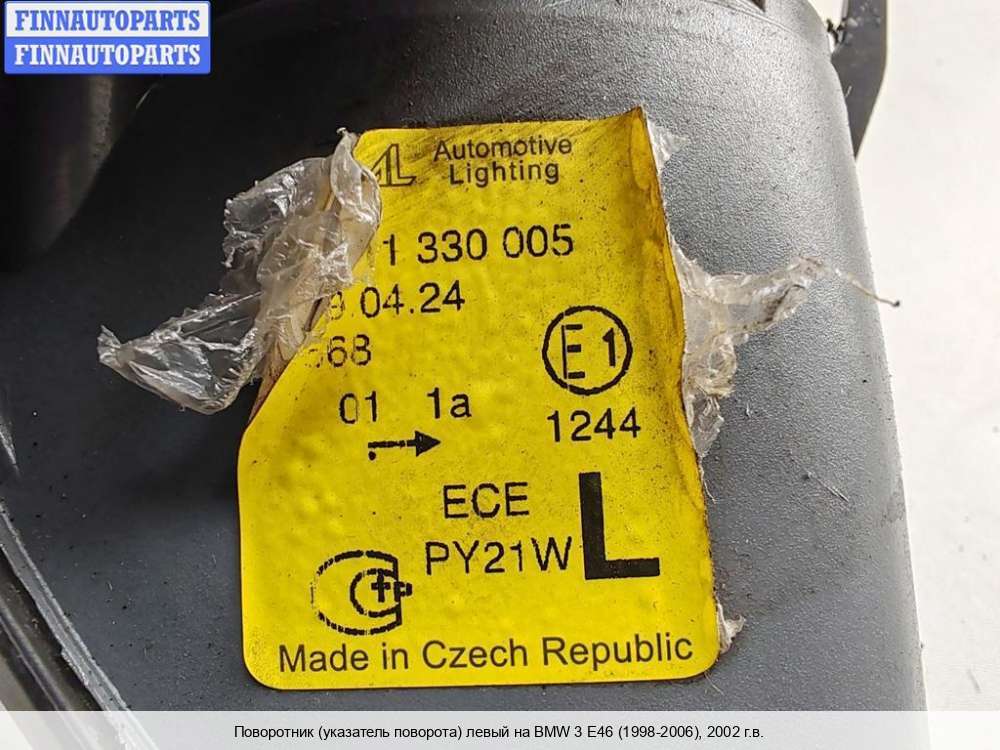 FINNAUTOPARTS
FINNAUTOPARTS
AL Automotive
Lighting
1 330 005
.04.24
68
01 1a
E1
1244
ECE
PY21W L
Made in Czech Republic
Поворотник (указатель поворота) левый на BMW 3 E46 (1998-2006), 2002 г.в.